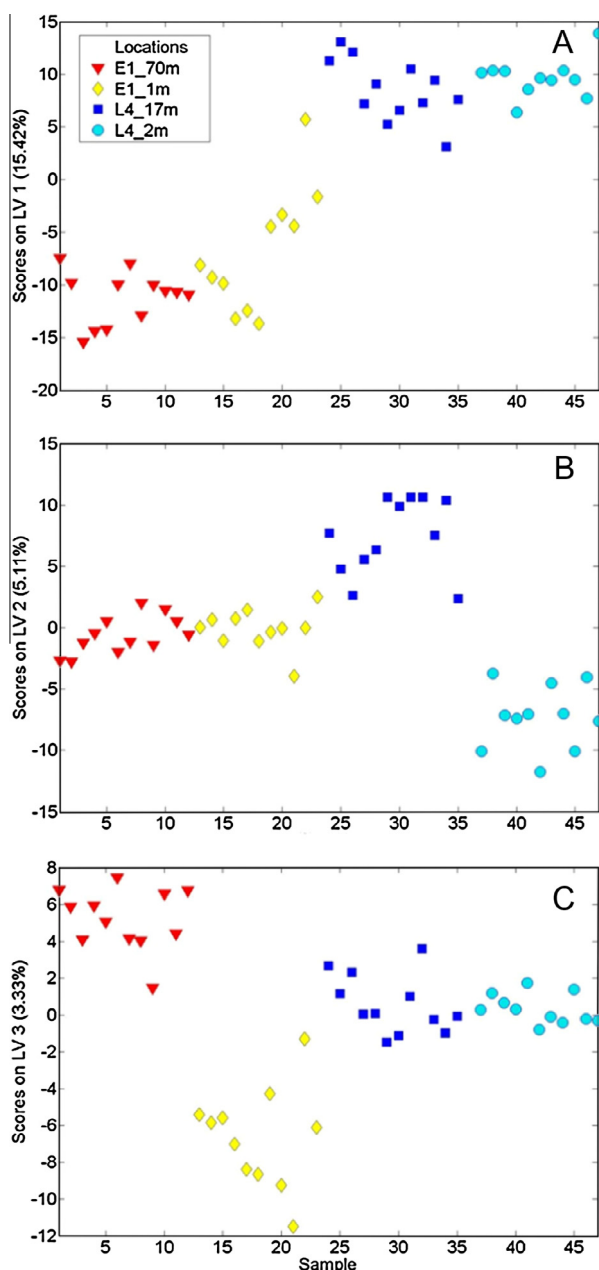 A
Locations
E1_70m
E1_1m
L4_17m
L4_2m
Scores on LV 1 (15.42%)
15
10
5
0
-5
-10
-15
-20
5 10 15 20 25 30 35 40 45
B
Scores on LV 2 (5.11%)
15
10
5
0
-5
-10
-15
5 10 15 20 25 30 35 40 45
C
Scores on LV 3 (3.33%)
8
6
4
2
0
-2
-4
-6
-8
-10
-12
5 10 15 20 25 30 35 40 45
Sample